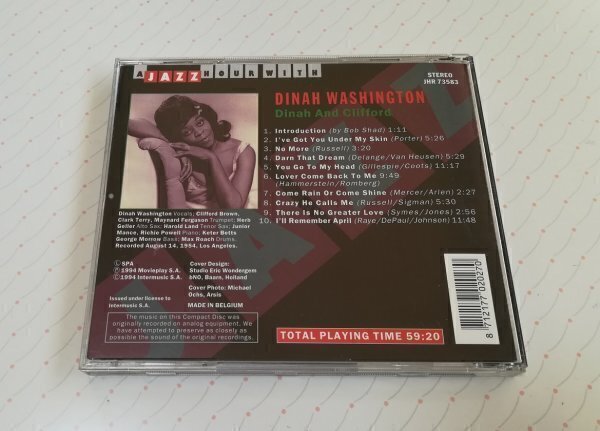 A JAZZ HOUR WITH
STEREO
JHR 73583
DINAH WASHINGTON
Dinah And Clifford
1. Introduction (by Bob Shad) 1:11
2. I've Got You Under My Skin (Porter) 5:26
3. No More (Russell) 3:20
4. Darn That Dream (Delange/Van Heusen) 5:29
5. You Go To My Head (Gillespie/Coots) 11:17
6. Lover Come Back To Me 9:49
(Hammerstein/Romberg)
7. Come Rain Or Come Shine (Mercer/Arlen) 2:27
8. Crazy He Calls Me (Russell/Sigman) 5:30
9. There Is No Greater Love (Symes/Jones) 2:56
10. I'll Remember April (Raye/DePaul/Johnson) 11:48
Dinah Washington Vocals; Clifford Brown,
Clark Terry, Maynard Ferguson Trumpet; Herb
Geller Alto Sax; Harold Land Tenor Sax; Junior
Mance, Richie Powell Piano; Keter Betts
George Morrow Bass; Max Roach Drums.
Recorded August 14, 1954, Los Angeles.
Ⓒ SPA
Ⓟ 1994 Movieplay S.A.
Ⓒ 1994 Intermusic S.A.
Issued under license to
Intermusic S.A.
Cover Design:
Studio Eric Wondergem
bNO, Baarn, Holland
Cover Photo: Michael
Ochs, Arsis
MADE IN BELGIUM
The music on this Compact Disc was
originally recorded on analog equipment. We
have attempted to preserve as closely as
possible the sound of the original recordings.
TOTAL PLAYING TIME 59:20
8 712177 020270
JAZZ